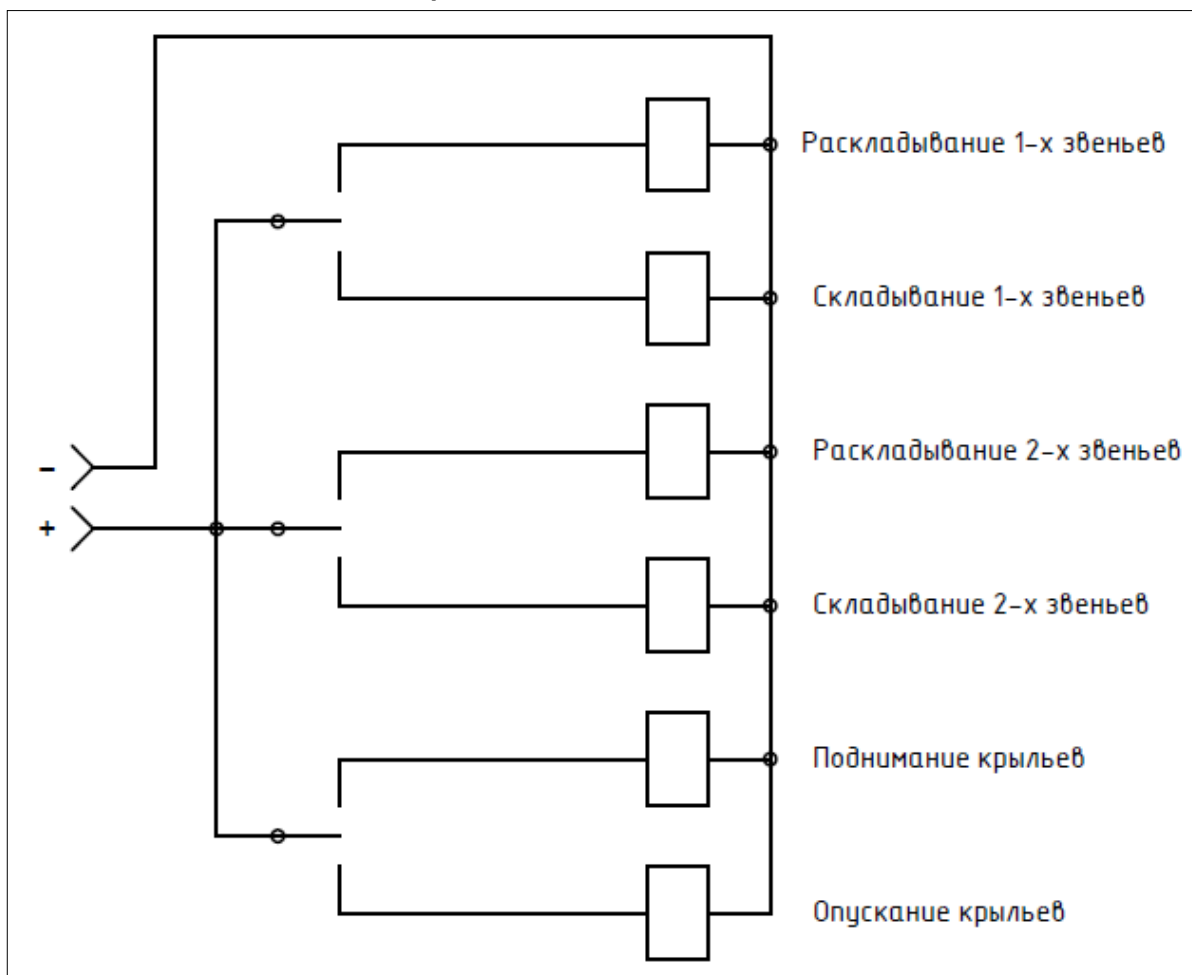 Раскладывание 1-х звеньев
Складывание 1-х звеньев
Раскладывание 2-х звеньев
-
+
Складывание 2-х звеньев
Поднимание крыльев
Опускание крыльев